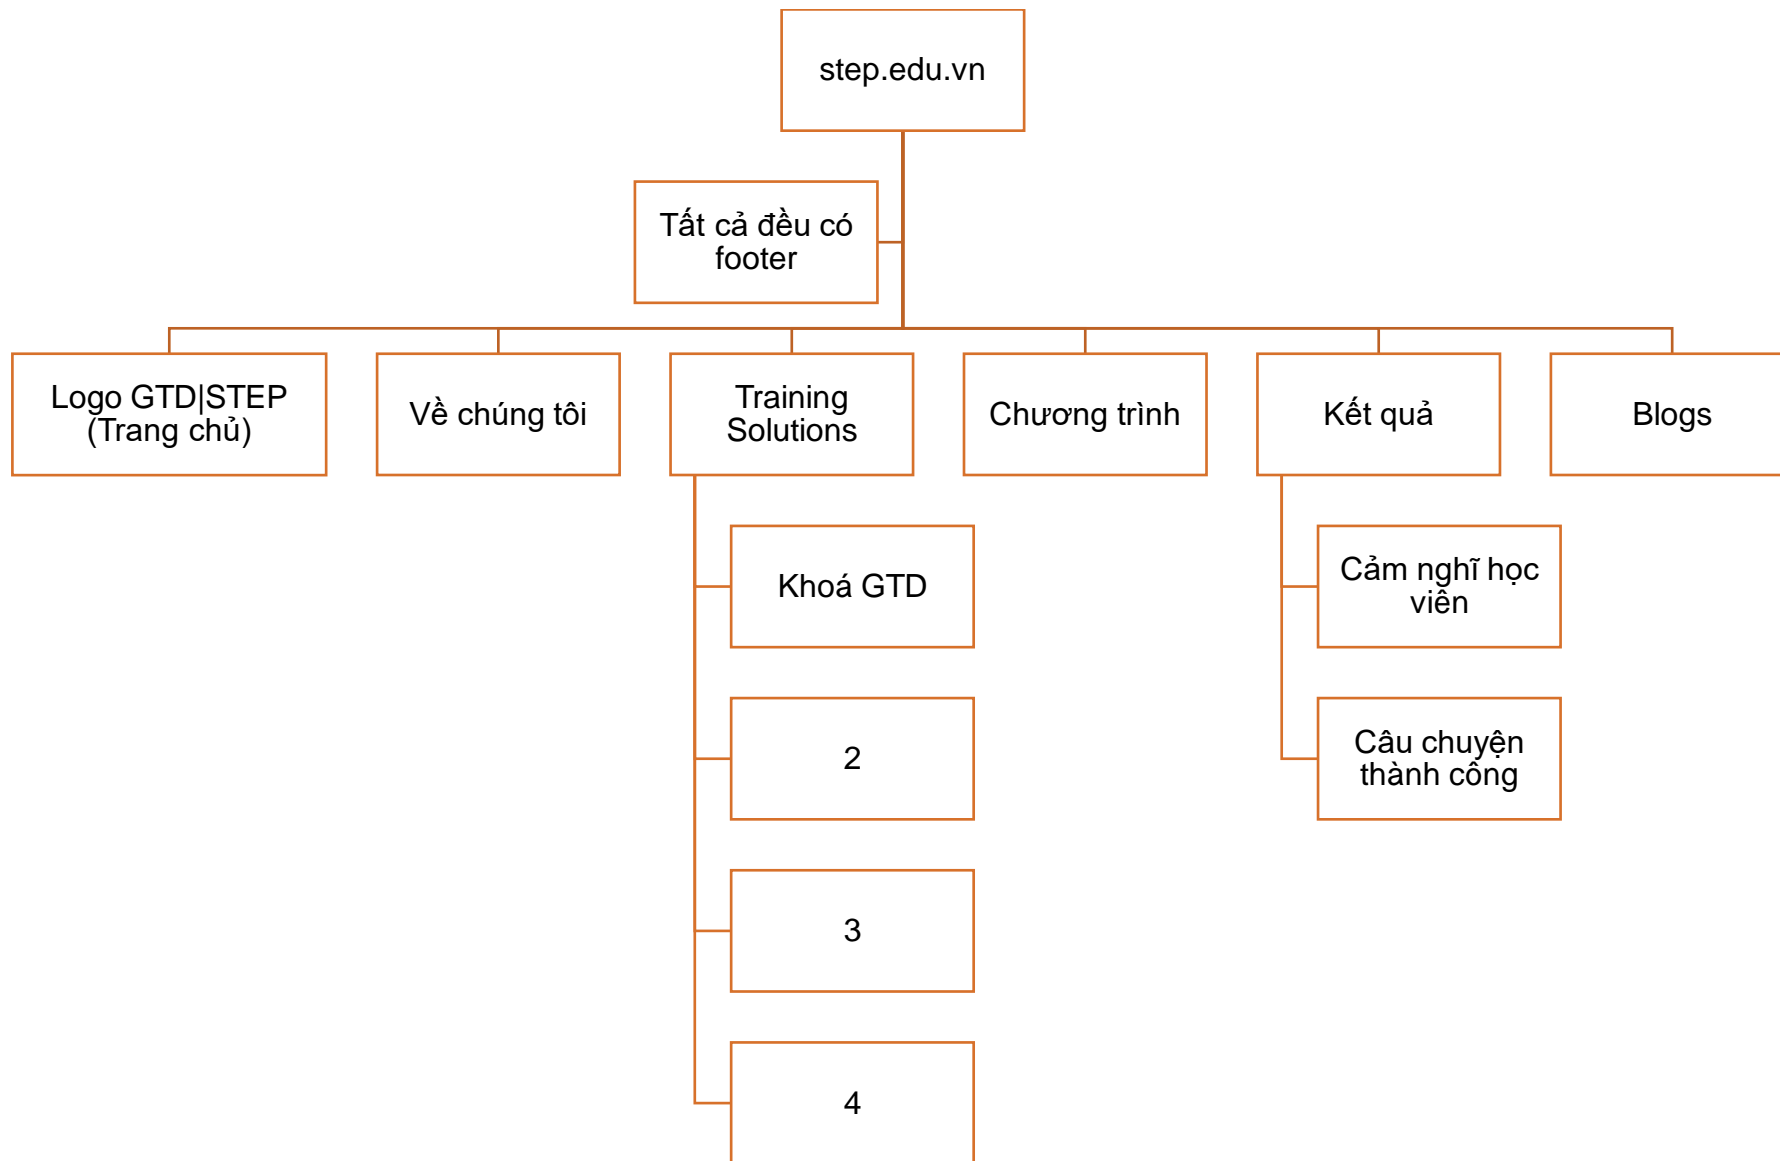 step.edu.vn
Tất cả đều có
footer
Logo GTD|STEP
(Trang chủ)
Về chúng tôi
Training
Solutions
Chương trình
Kết quả
Blogs
Khoá GTD
2
3
4
Cảm nghĩ học
viên
Câu chuyện
thành công